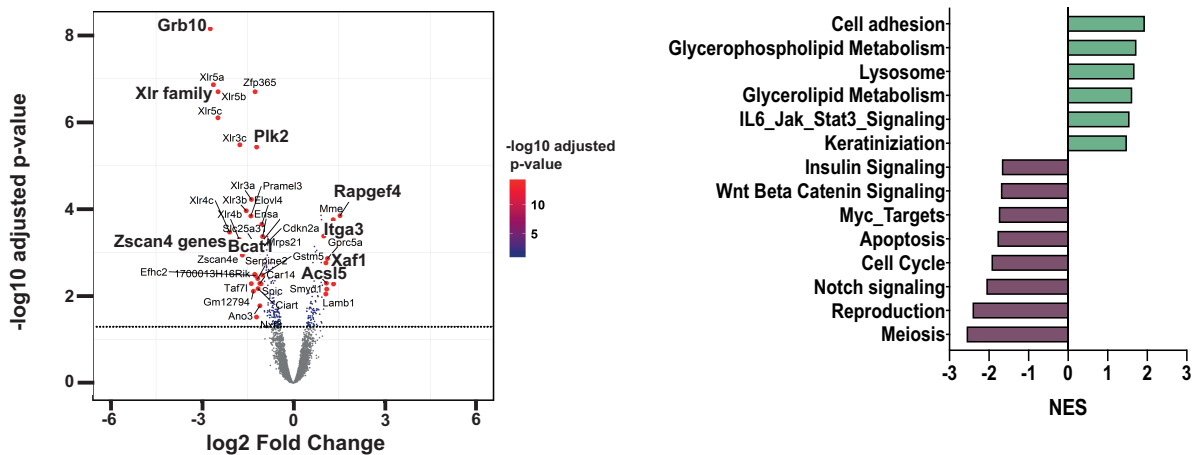 -log10 adjusted p-value
8
6
4
2
0
-6
-3
0
3
6
log2 Fold Change
Grb10
Xlr5a
Zfp365
Xlr family
Xlr5b
Xlr5c
Xlr3c
Plk2
Xlr3a
Pramel3
Xlr4c
Xlr3b
Elovl4
Rapgef4
Mme
Xlr4b
Ensa
Slc25a31
Cdkn2a
Itga3
Zscan4 genes
Bcat1
Mrps21
Gprc5a
Zscan4e
Serpine2
Gstm5
Xaf1
Efhc2
1700013H16Rik
Car14
Acsl5
Taf7l
Spic
Smyd1
Gm12794
Ciart
Lamb1
Ano3
-log10 adjusted
p-value
10
5
Cell adhesion
Glycerophospholipid Metabolism
Lysosome
Glycerolipid Metabolism
IL6_Jak_Stat3_Signaling
Keratiniziation
Insulin Signaling
Wnt Beta Catenin Signaling
Myc_Targets
Apoptosis
Cell Cycle
Notch signaling
Reproduction
Meiosis
-3
-2
-1
0
1
2
3
NES